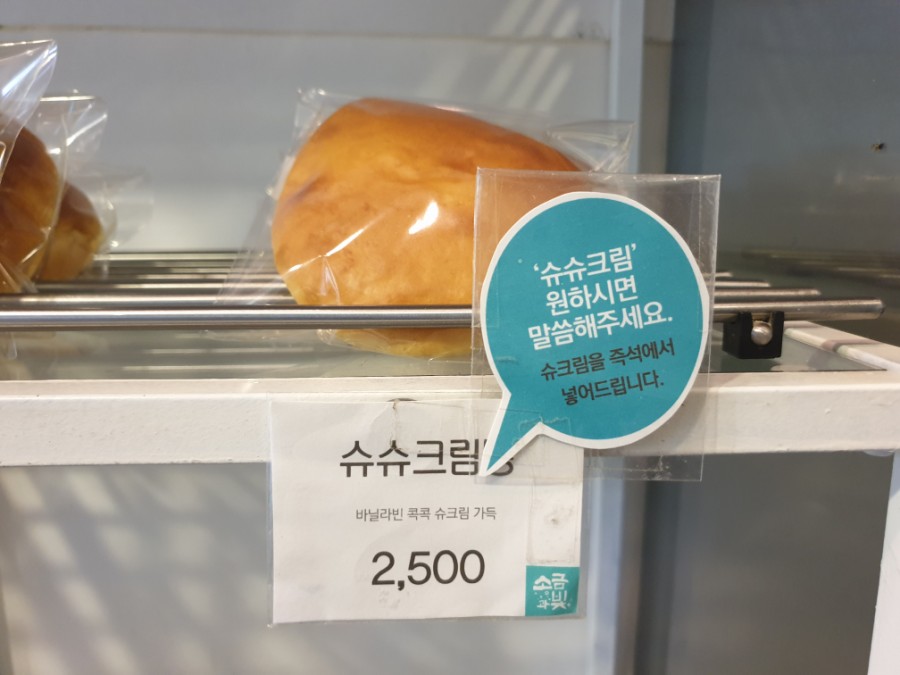 ‘슈슈크림’
원하시면
말씀해주세요.
슈크림을 즉석에서
넣어드립니다.
슈슈크림
바닐라빈 콕콕 슈크림 가득
2,500
소금
과빛